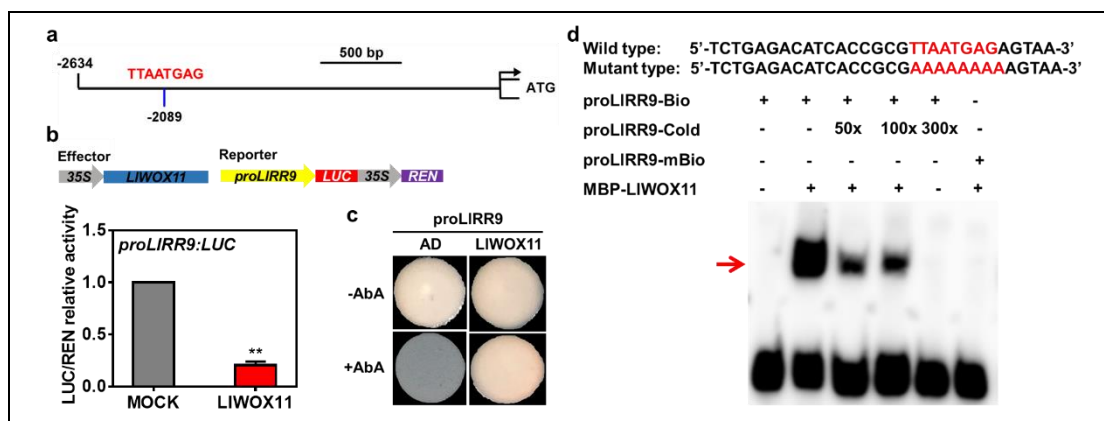 a
500 bp
-2634
TTAATGAG
-2089
ATG
b
Effector
Reporter
35S LlWOX11 proLlRR9 LUC 35S REN
LUC/REN relative activity
1.5
1.0
0.5
0.0
proLlRR9:LUC
**
MOCK LlWOX11
c
proLlRR9
AD LlWOX11
-AbA
+AbA
d
Wild type: 5'-TCTGAGACATCACCGCGTTAATGAGAGTAA-3'
Mutant type: 5'-TCTGAGACATCACCGCGAAAAAAAAAGTAA-3'
proLlRR9-Bio + + + + + -
proLlRR9-Cold - - 50x 100x 300x -
proLlRR9-mBio +
MBP-LlWOX11 - + + + - +